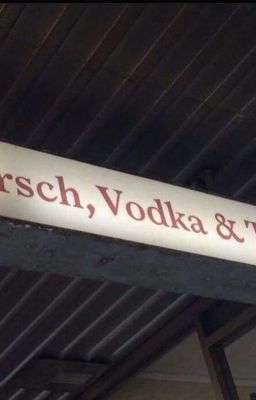 rsch, Vodka & T